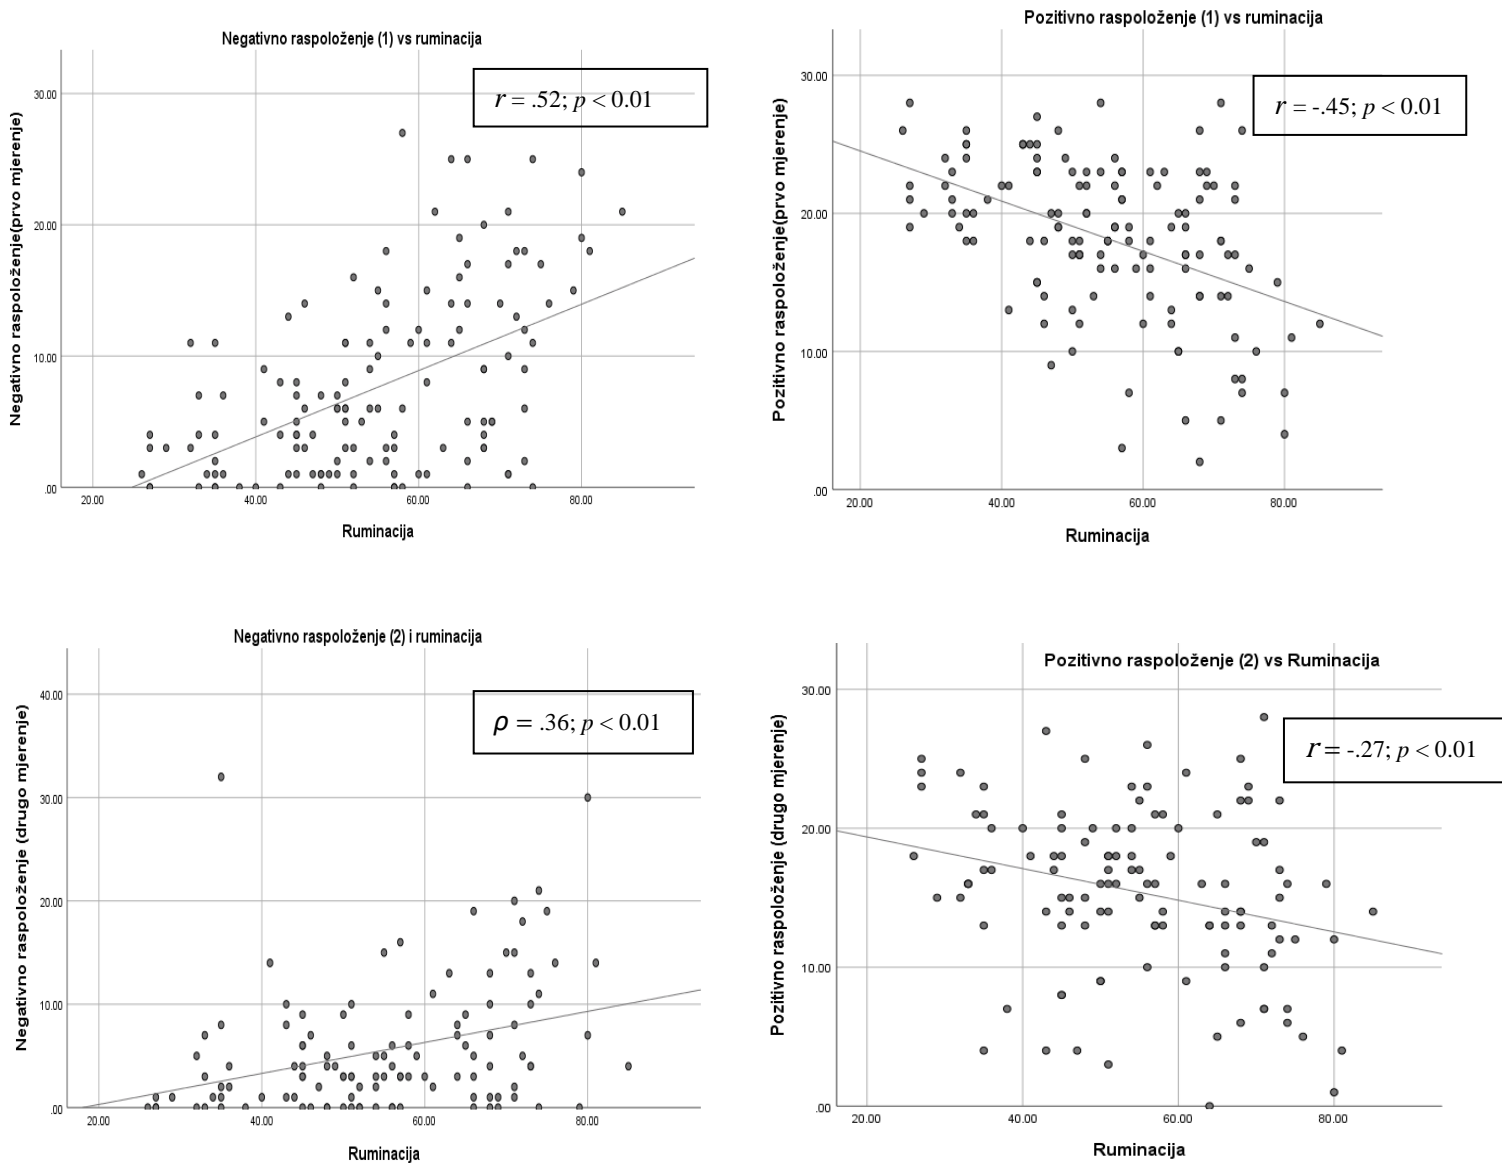 Negativno raspoloženje (1) vs ruminacija
r = .52; p < 0.01
Negativno raspoloženje(prvo mjerenje)
30.00
20.00
10.00
.00
20.00 40.00 60.00 80.00
Ruminacija
Pozitivno raspoloženje (1) vs ruminacija
r = -.45; p < 0.01
Pozitivno raspoloženje(prvo mjerenje)
30.00
20.00
10.00
.00
20.00 40.00 60.00 80.00
Ruminacija
Negativno raspoloženje (2) i ruminacija
ρ = .36; p < 0.01
Negativno raspoloženje (drugo mjerenje)
40.00
30.00
20.00
10.00
.00
20.00 40.00 60.00 80.00
Ruminacija
Pozitivno raspoloženje (2) vs Ruminacija
r = -.27; p < 0.01
Pozitivno raspoloženje (drugo mjerenje)
30.00
20.00
10.00
.00
20.00 40.00 60.00 80.00
Ruminacija